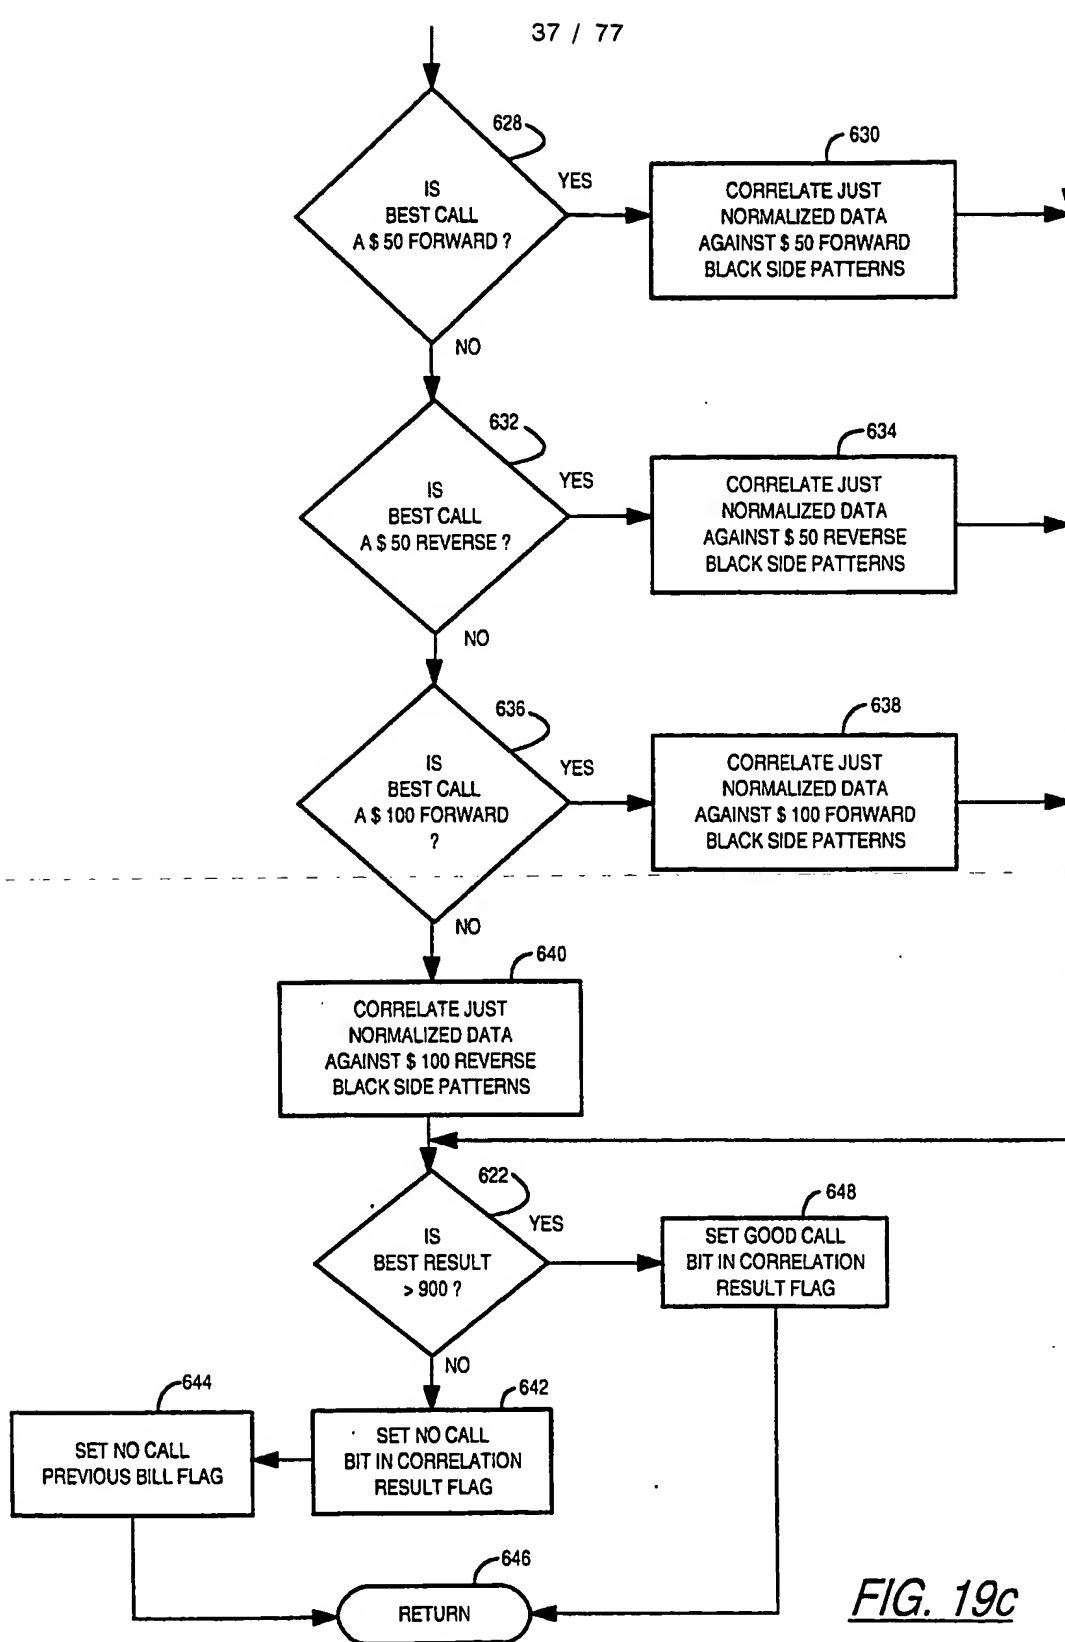 37 / 77
628
IS
BEST CALL
A $ 50 FORWARD ?
YES
630
CORRELATE JUST
NORMALIZED DATA
AGAINST $ 50 FORWARD
BLACK SIDE PATTERNS
NO
632
IS
BEST CALL
A $ 50 REVERSE ?
YES
634
CORRELATE JUST
NORMALIZED DATA
AGAINST $ 50 REVERSE
BLACK SIDE PATTERNS
NO
636
IS
BEST CALL
A $ 100 FORWARD
?
YES
638
CORRELATE JUST
NORMALIZED DATA
AGAINST $ 100 FORWARD
BLACK SIDE PATTERNS
NO
640
CORRELATE JUST
NORMALIZED DATA
AGAINST $ 100 REVERSE
BLACK SIDE PATTERNS
622
IS
BEST RESULT
> 900 ?
YES
648
SET GOOD CALL
BIT IN CORRELATION
RESULT FLAG
NO
642
SET NO CALL
BIT IN CORRELATION
RESULT FLAG
644
SET NO CALL
PREVIOUS BILL FLAG
646
RETURN
FIG. 19c